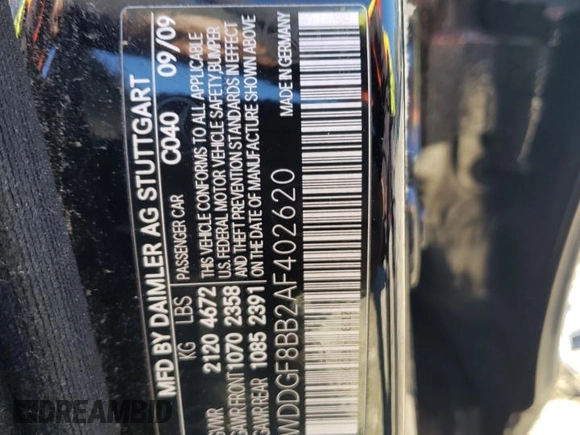 MFD BY DAIMLER AG STUTTGART
C040 09/09
KG LBS PASSENGER CAR
GVWR 2120 4672
GAWR FRONT 1070 2358
GAWR REAR 1085 2391
THIS VEHICLE CONFORMS TO ALL APPLICABLE
U.S. FEDERAL MOTOR VEHICLE SAFETY, BUMPER
AND THEFT PREVENTION STANDARDS IN EFFECT
ON THE DATE OF MANUFACTURE SHOWN ABOVE
WDDGF8BB2AF402620
MADE IN GERMANY
DREAMBID